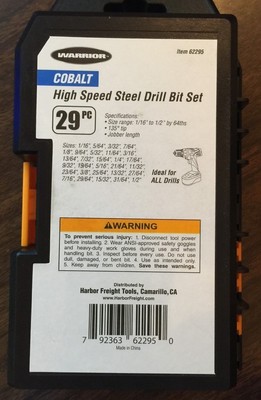 WARRIOR
Item 62295
COBALT
High Speed Steel Drill Bit Set
29 PC
Specifications:
• Size range: 1/16" to 1/2" by 64ths
• 135° tip
• Jobber length
Sizes: 1/16", 5/64", 3/32", 7/64",
1/8", 9/64", 5/32", 11/64", 3/16",
13/64", 7/32", 15/64", 1/4", 17/64",
9/32", 19/64", 5/16", 21/64", 11/32",
23/64", 3/8", 25/64", 13/32", 27/64",
7/16", 29/64", 15/32", 31/64", 1/2"
Ideal for
ALL Drills
WARNING
To prevent serious injury: 1. Disconnect tool power
before installing. 2. Wear ANSI-approved safety goggles
and heavy-duty work gloves during use and when
handling bit. 3. Inspect before every use. Do not use
dull, damaged, or bent bit. 4. Use as intended only.
5. Keep away from children. Save these warnings.
Distributed by
Harbor Freight Tools, Camarillo, CA
www.HarborFreight.com
7 92363 62295 0
Made in China